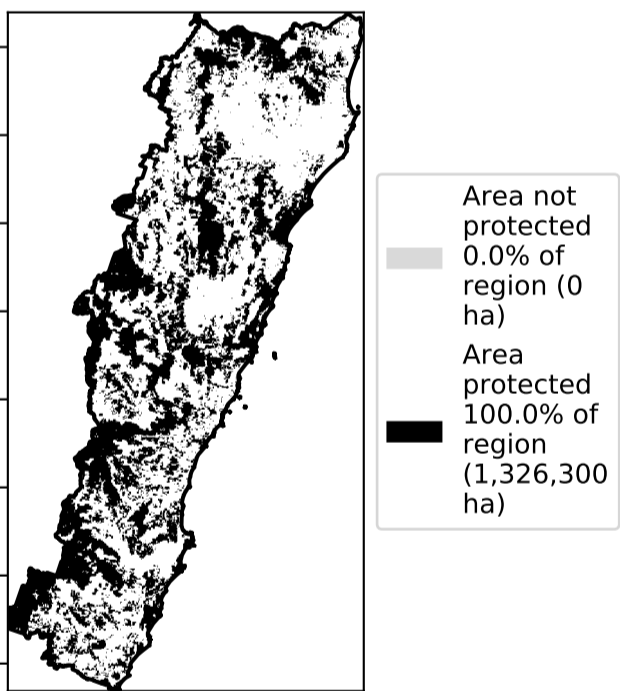 Area not
protected
0.0% of
region (0
ha)
Area
protected
100.0% of
region
(1,326,300
ha)